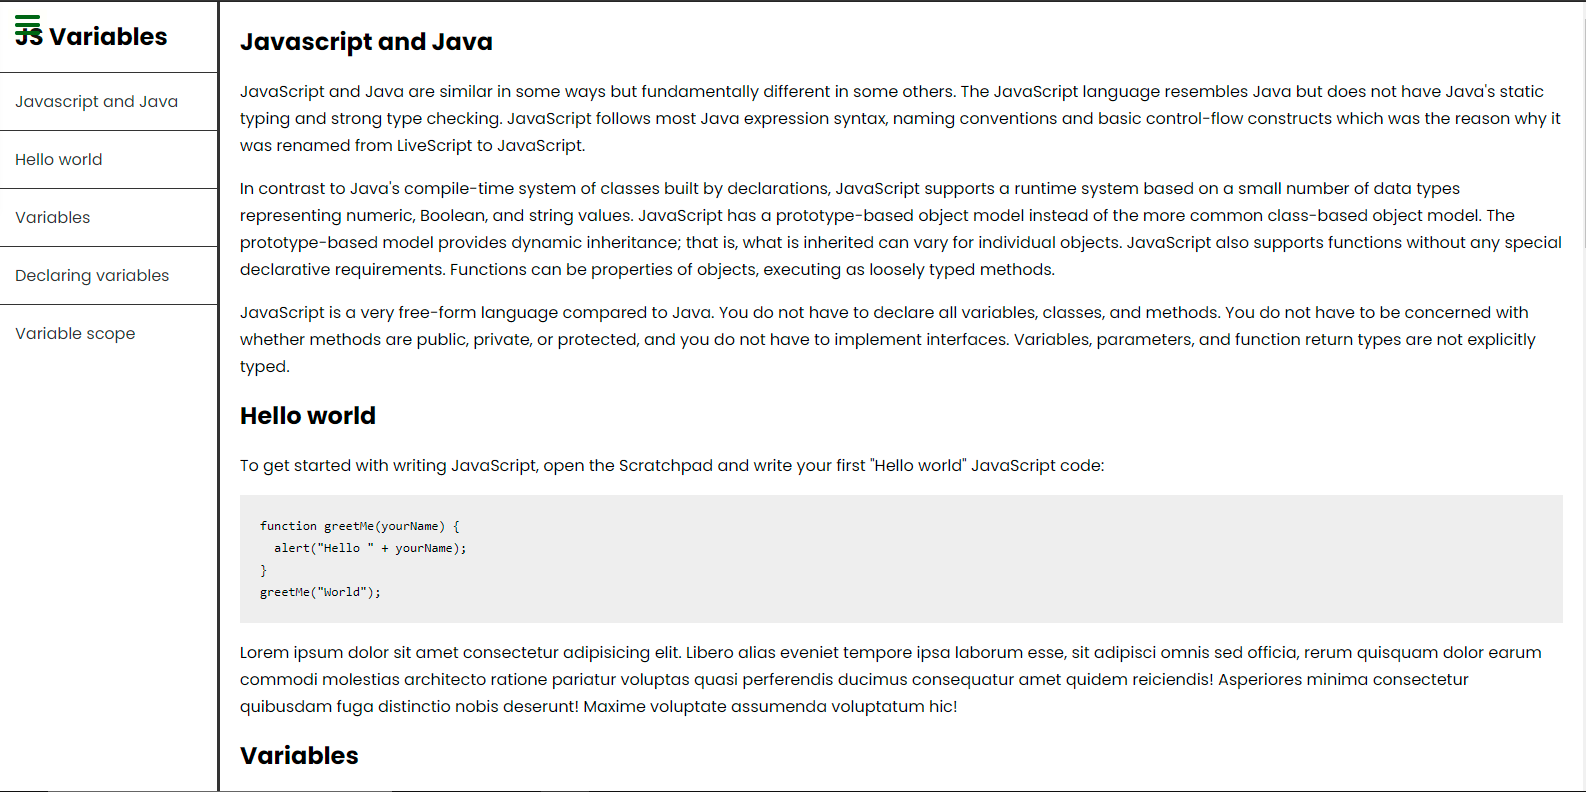 JS Variables
Javascript and Java
Hello world
Variables
Declaring variables
Variable scope
Javascript and Java
JavaScript and Java are similar in some ways but fundamentally different in some others. The JavaScript language resembles Java but does not have Java's static
typing and strong type checking. JavaScript follows most Java expression syntax, naming conventions and basic control-flow constructs which was the reason why it
was renamed from LiveScript to JavaScript.
In contrast to Java's compile-time system of classes built by declarations, JavaScript supports a runtime system based on a small number of data types
representing numeric, Boolean, and string values. JavaScript has a prototype-based object model instead of the more common class-based object model. The
prototype-based model provides dynamic inheritance; that is, what is inherited can vary for individual objects. JavaScript also supports functions without any special
declarative requirements. Functions can be properties of objects, executing as loosely typed methods.
JavaScript is a very free-form language compared to Java. You do not have to declare all variables, classes, and methods. You do not have to be concerned with
whether methods are public, private, or protected, and you do not have to implement interfaces. Variables, parameters, and function return types are not explicitly
typed.
Hello world
To get started with writing JavaScript, open the Scratchpad and write your first "Hello world" JavaScript code:
function greetMe(yourName) {
  alert("Hello " + yourName);
}
greetMe("World");
Lorem ipsum dolor sit amet consectetur adipisicing elit. Libero alias eveniet tempore ipsa laborum esse, sit adipisci omnis sed officia, rerum quisquam dolor earum
commodi molestias architecto ratione pariatur voluptas quasi perferendis ducimus consequatur amet quidem reiciendis! Asperiores minima consectetur
quibusdam fuga distinctio nobis deserunt! Maxime voluptate assumenda voluptatum hic!
Variables